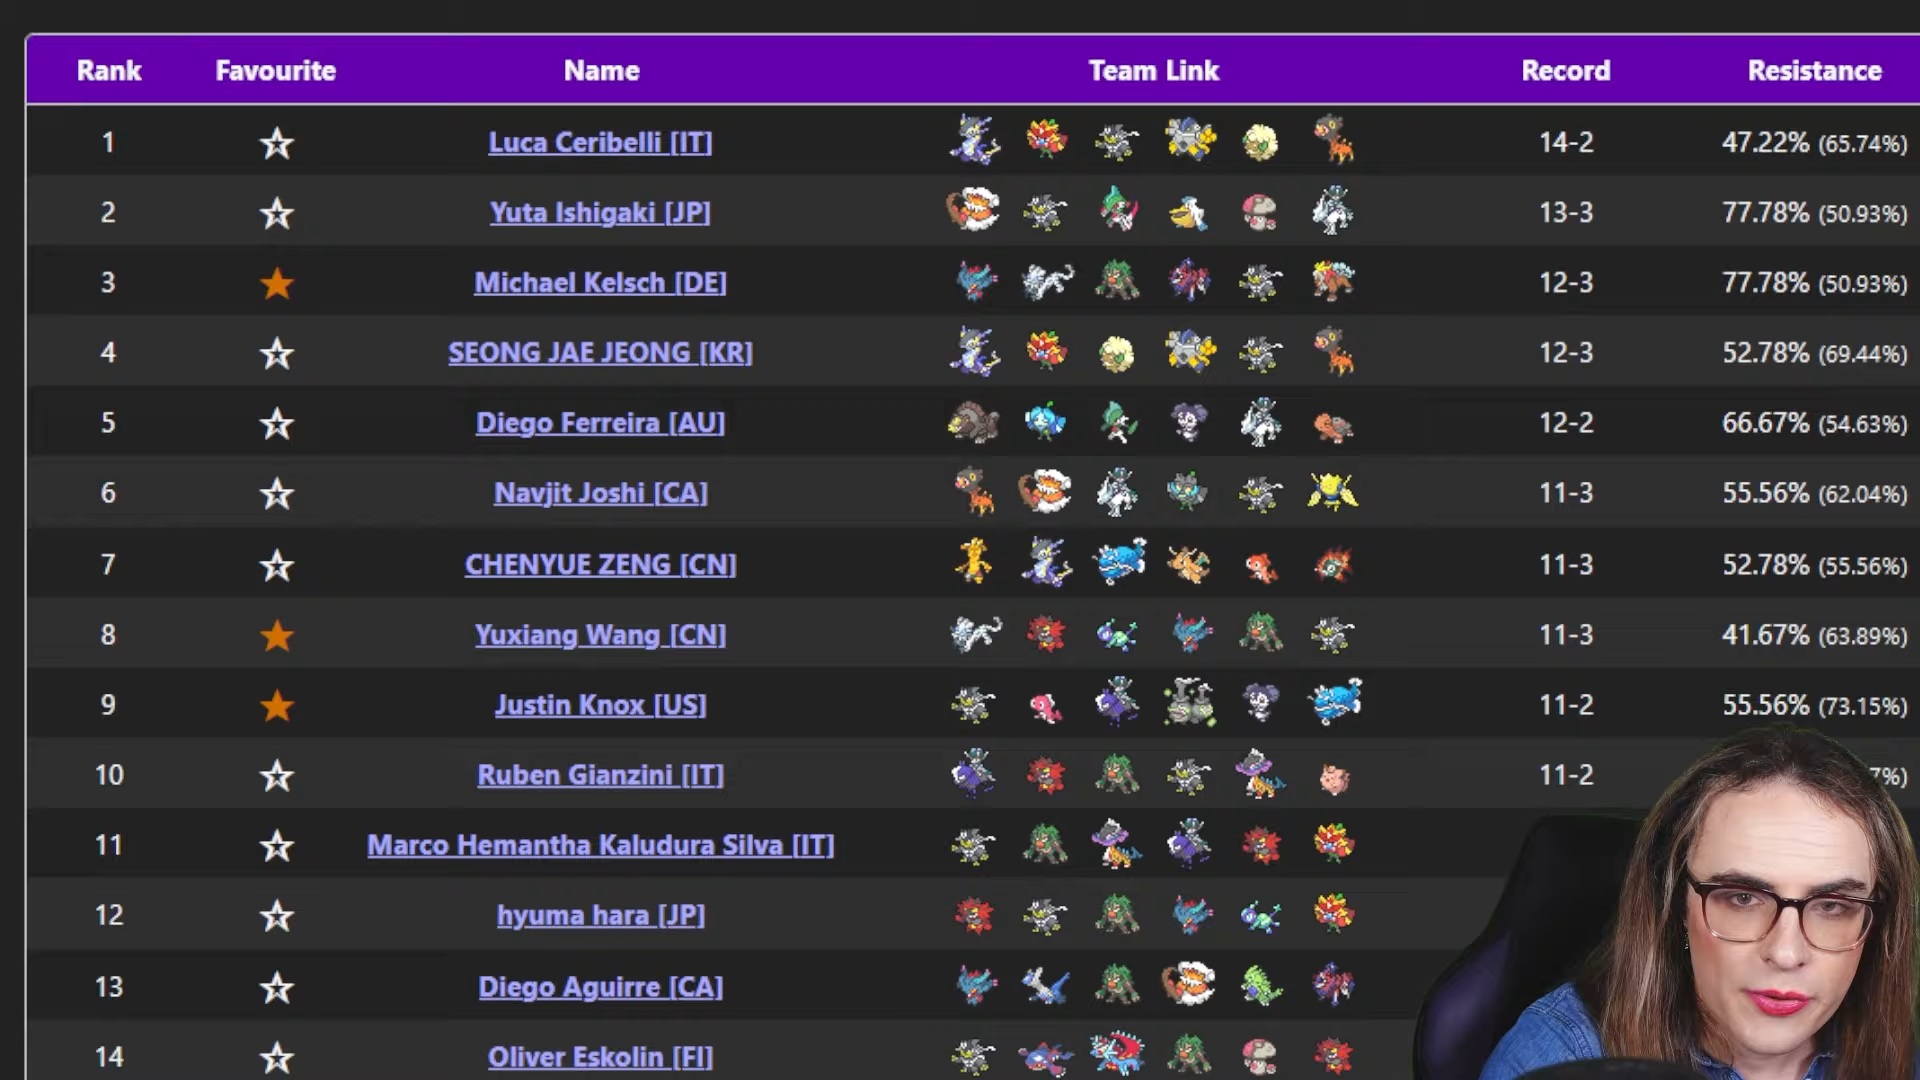 Rank Favourite Name Team Link Record Resistance
1 Luca Ceribelli [IT] 14-2 47.22% (65.74%)
2 Yuta Ishigaki [JP] 13-3 77.78% (50.93%)
3 Michael Kelsch [DE] 12-3 77.78% (50.93%)
4 SEONG JAE JEONG [KR] 12-3 52.78% (69.44%)
5 Diego Ferreira [AU] 12-2 66.67% (54.63%)
6 Navjit Joshi [CA] 11-3 55.56% (62.04%)
7 CHENYUE ZENG [CN] 11-3 52.78% (55.56%)
8 Yuxiang Wang [CN] 11-3 41.67% (63.89%)
9 Justin Knox [US] 11-2 55.56% (73.15%)
10 Ruben Gianzini [IT] 11-2 7%)
11 Marco Hemantha Kaludura Silva [IT]
12 hyuma hara [JP]
13 Diego Aguirre [CA]
14 Oliver Eskolin [FI]